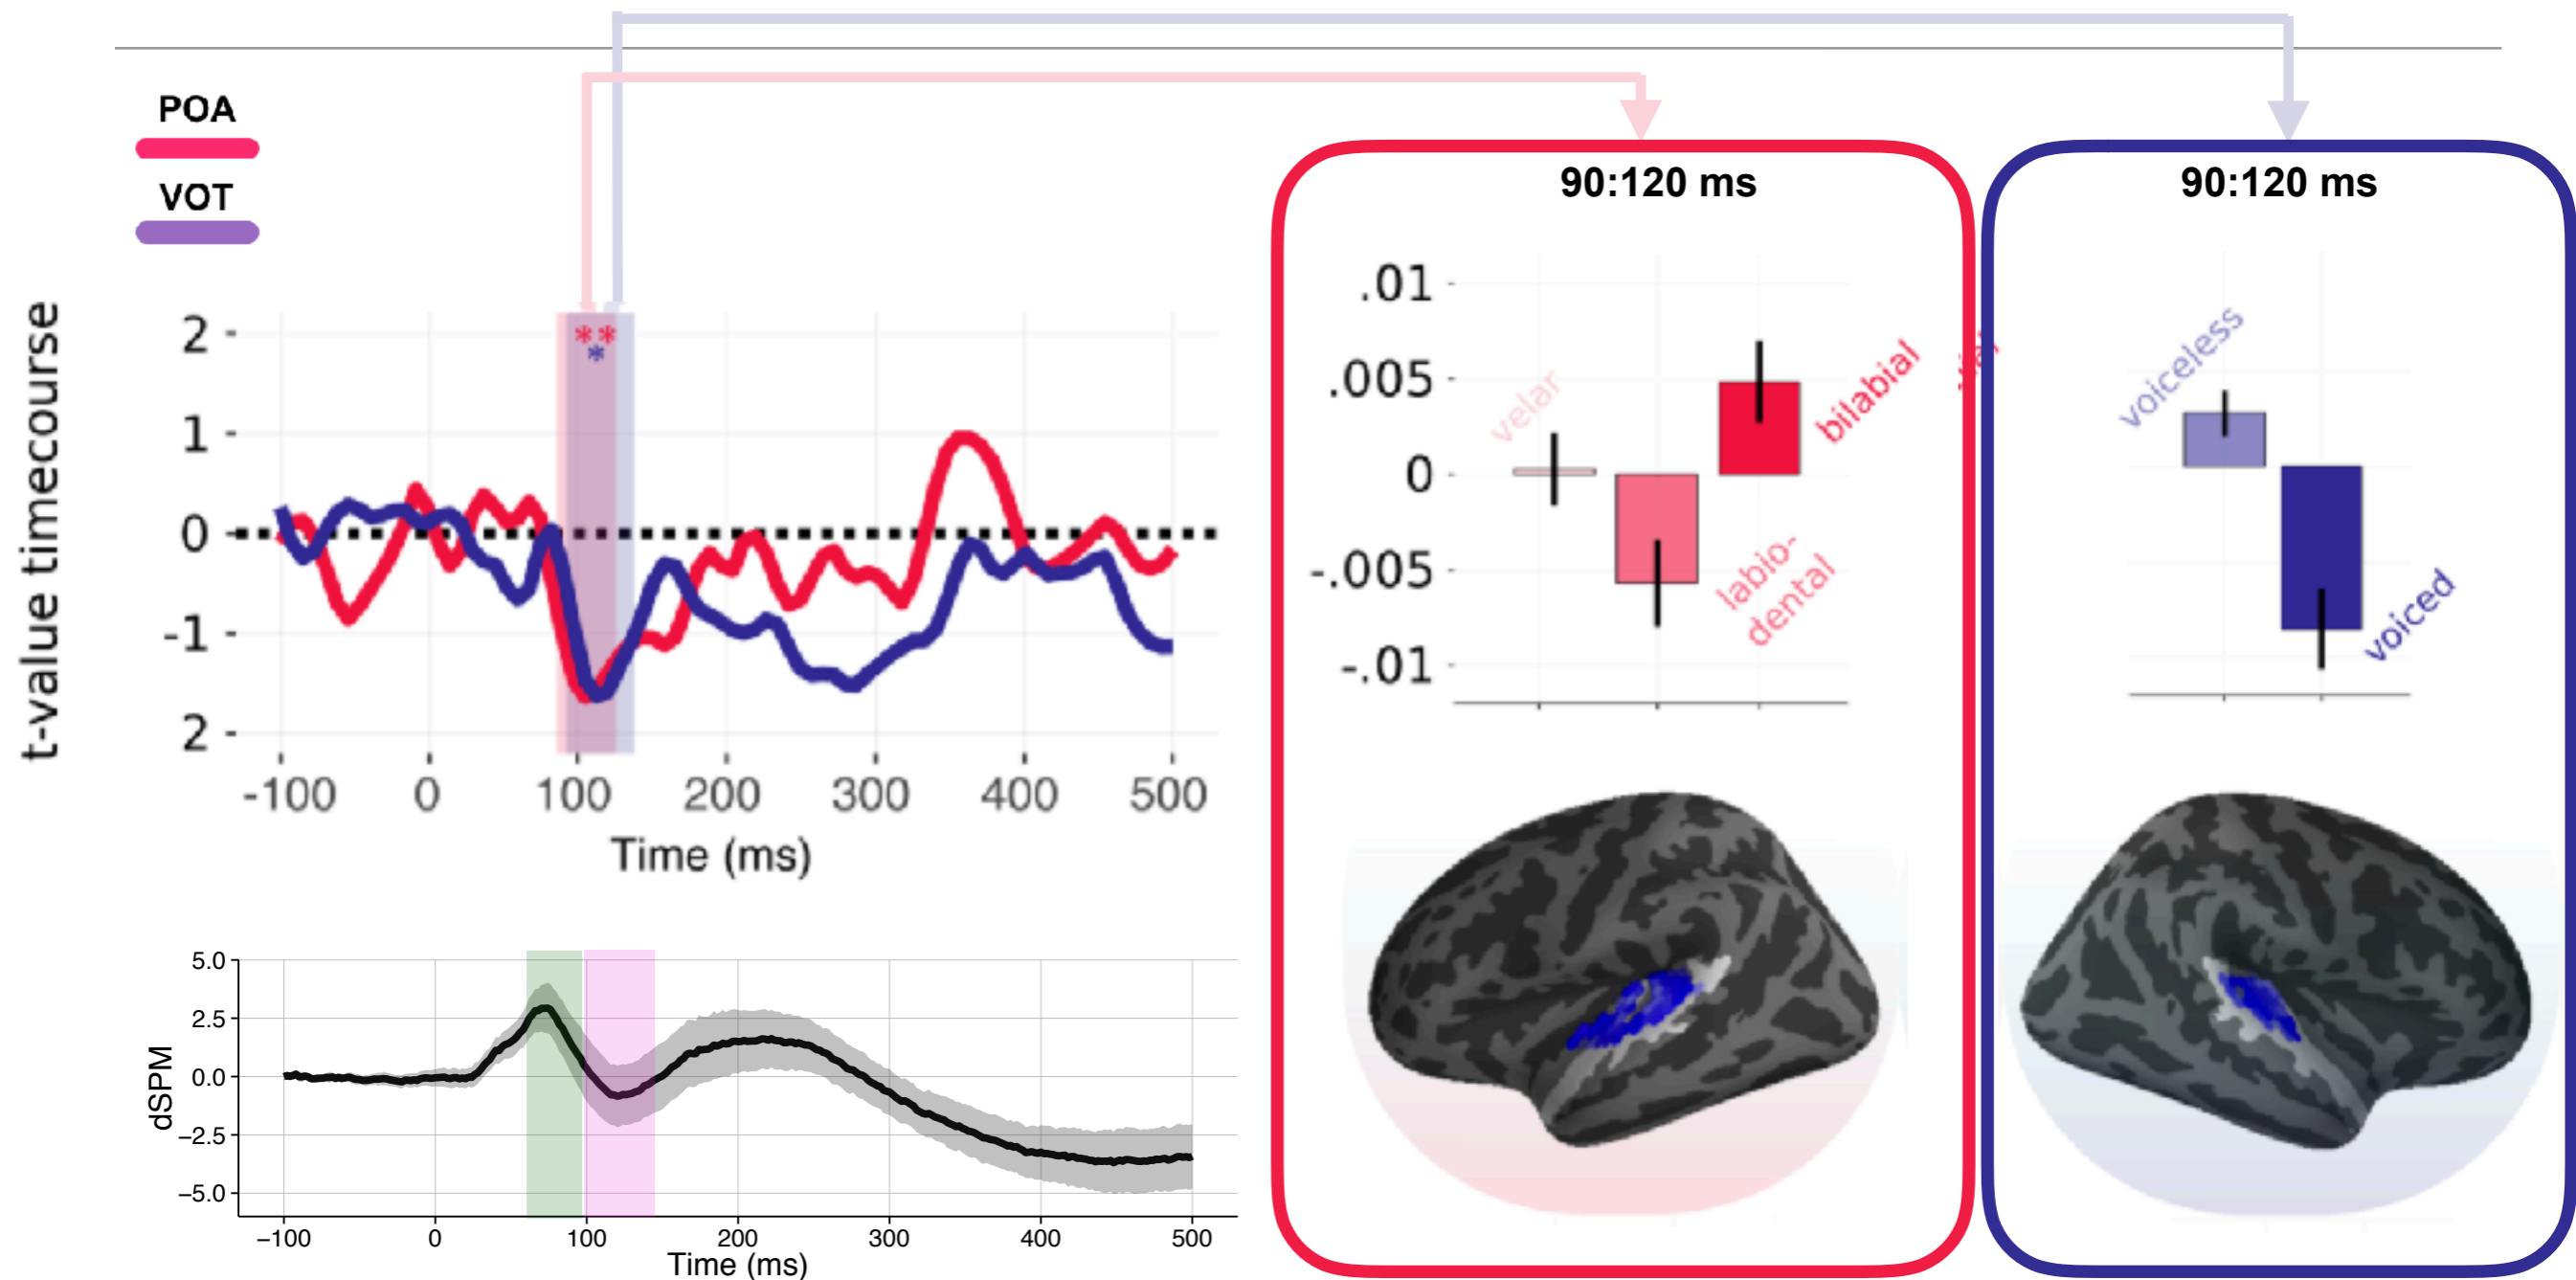 POA
VOT
t-value timecourse
2
1
0
-1
2
**
*
-100 0 100 200 300 400 500
Time (ms)
dSPM
5.0
2.5
0.0
−2.5
−5.0
−100 0 100 200 300 400 500
Time (ms)
90:120 ms
.01
.005
0
-.005
-.01
velar
labio-
dental
bilabial
90:120 ms
voiceless
voiced